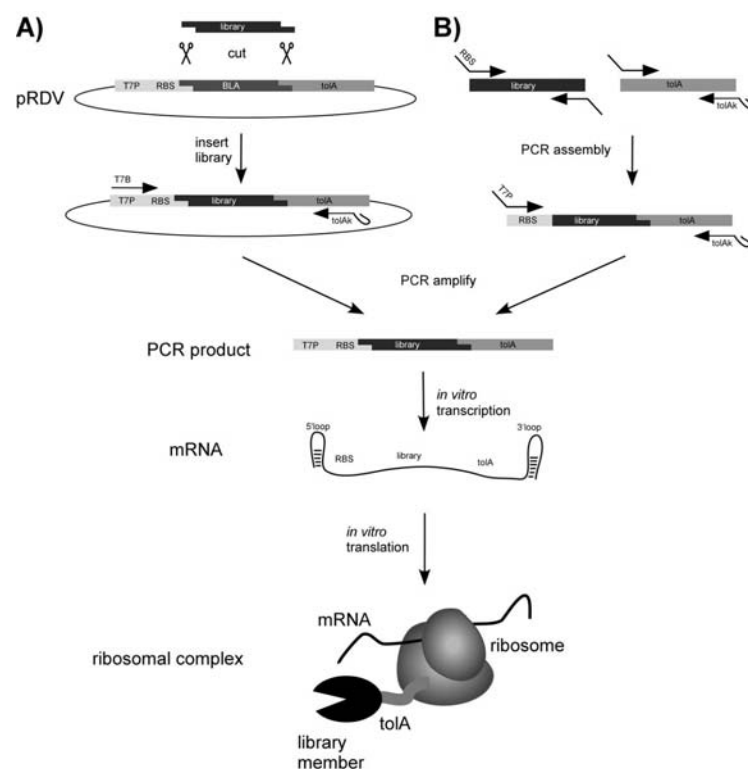 A)
library
cut
T7P RBS BLA tolA
pRDV
insert
library
T7B
T7P RBS library tolA
tolAk
B)
RBS
library
tolA
tolAk
PCR assembly
T7P
RBS library tolA
tolAk
PCR amplify
PCR product
T7P RBS library tolA
in vitro
transcription
mRNA
5'loop
3'loop
RBS library tolA
in vitro
translation
ribosomal complex
mRNA
ribosome
tolA
library
member